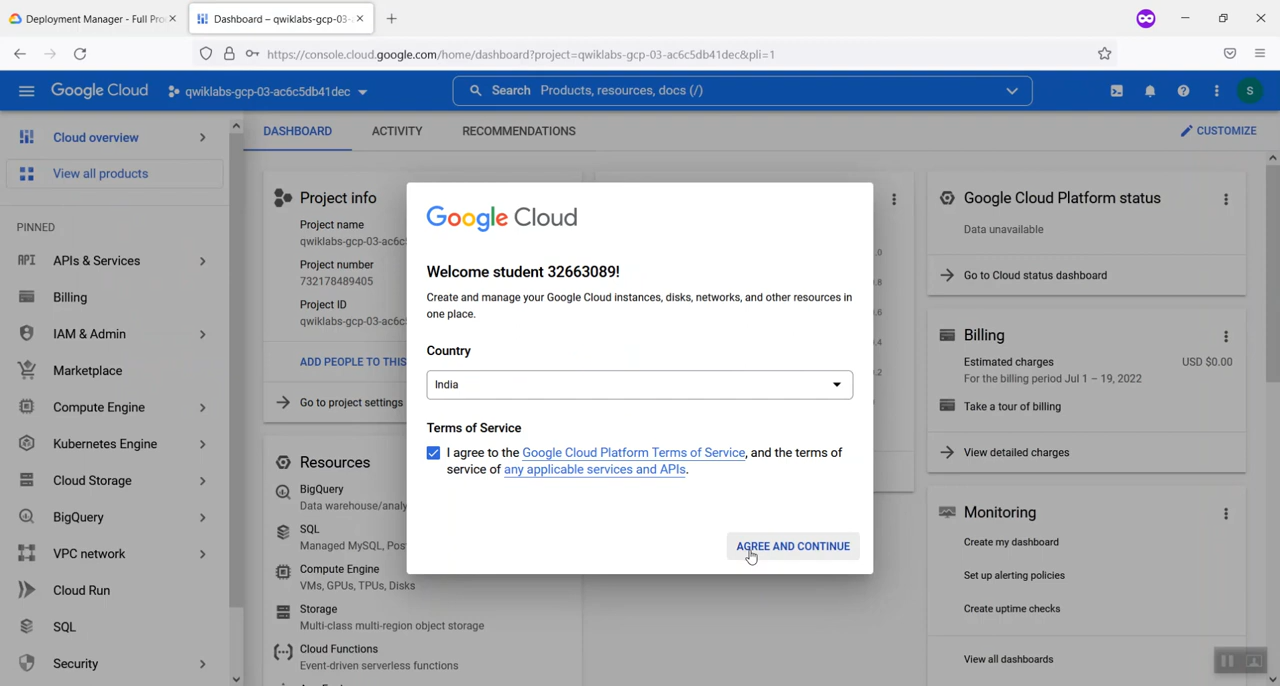 Deployment Manager - Full Pro
Dashboard – qwiklabs-gcp-03-
https://console.cloud.google.com/home/dashboard?project=qwiklabs-gcp-03-ac6c5db41dec&pli=1
Google Cloud
qwiklabs-gcp-03-ac6c5db41dec
Search Products, resources, docs (/)
S
Cloud overview
View all products
PINNED
API APIs & Services
Billing
IAM & Admin
Marketplace
Compute Engine
Kubernetes Engine
Cloud Storage
BigQuery
VPC network
Cloud Run
SQL
Security
DASHBOARD
ACTIVITY
RECOMMENDATIONS
CUSTOMIZE
Project info
Project name
qwiklabs-gcp-03-ac6c
Project number
732178489405
Project ID
qwiklabs-gcp-03-ac6c
ADD PEOPLE TO THIS
Go to project settings
Resources
BigQuery
Data warehouse/analy
SQL
Managed MySQL, Pos
Compute Engine
VMs, GPUs, TPUs, Disks
Storage
Multi-class multi-region object storage
Cloud Functions
Event-driven serverless functions
Google Cloud
Welcome student 32663089!
Create and manage your Google Cloud instances, disks, networks, and other resources in
one place.
Country
India
Terms of Service
I agree to the Google Cloud Platform Terms of Service, and the terms of
service of any applicable services and APIs.
AGREE AND CONTINUE
.0
.8
.6
.4
.2
Google Cloud Platform status
Data unavailable
Go to Cloud status dashboard
Billing
Estimated charges USD $0.00
For the billing period Jul 1 – 19, 2022
Take a tour of billing
View detailed charges
Monitoring
Create my dashboard
Set up alerting policies
Create uptime checks
View all dashboards